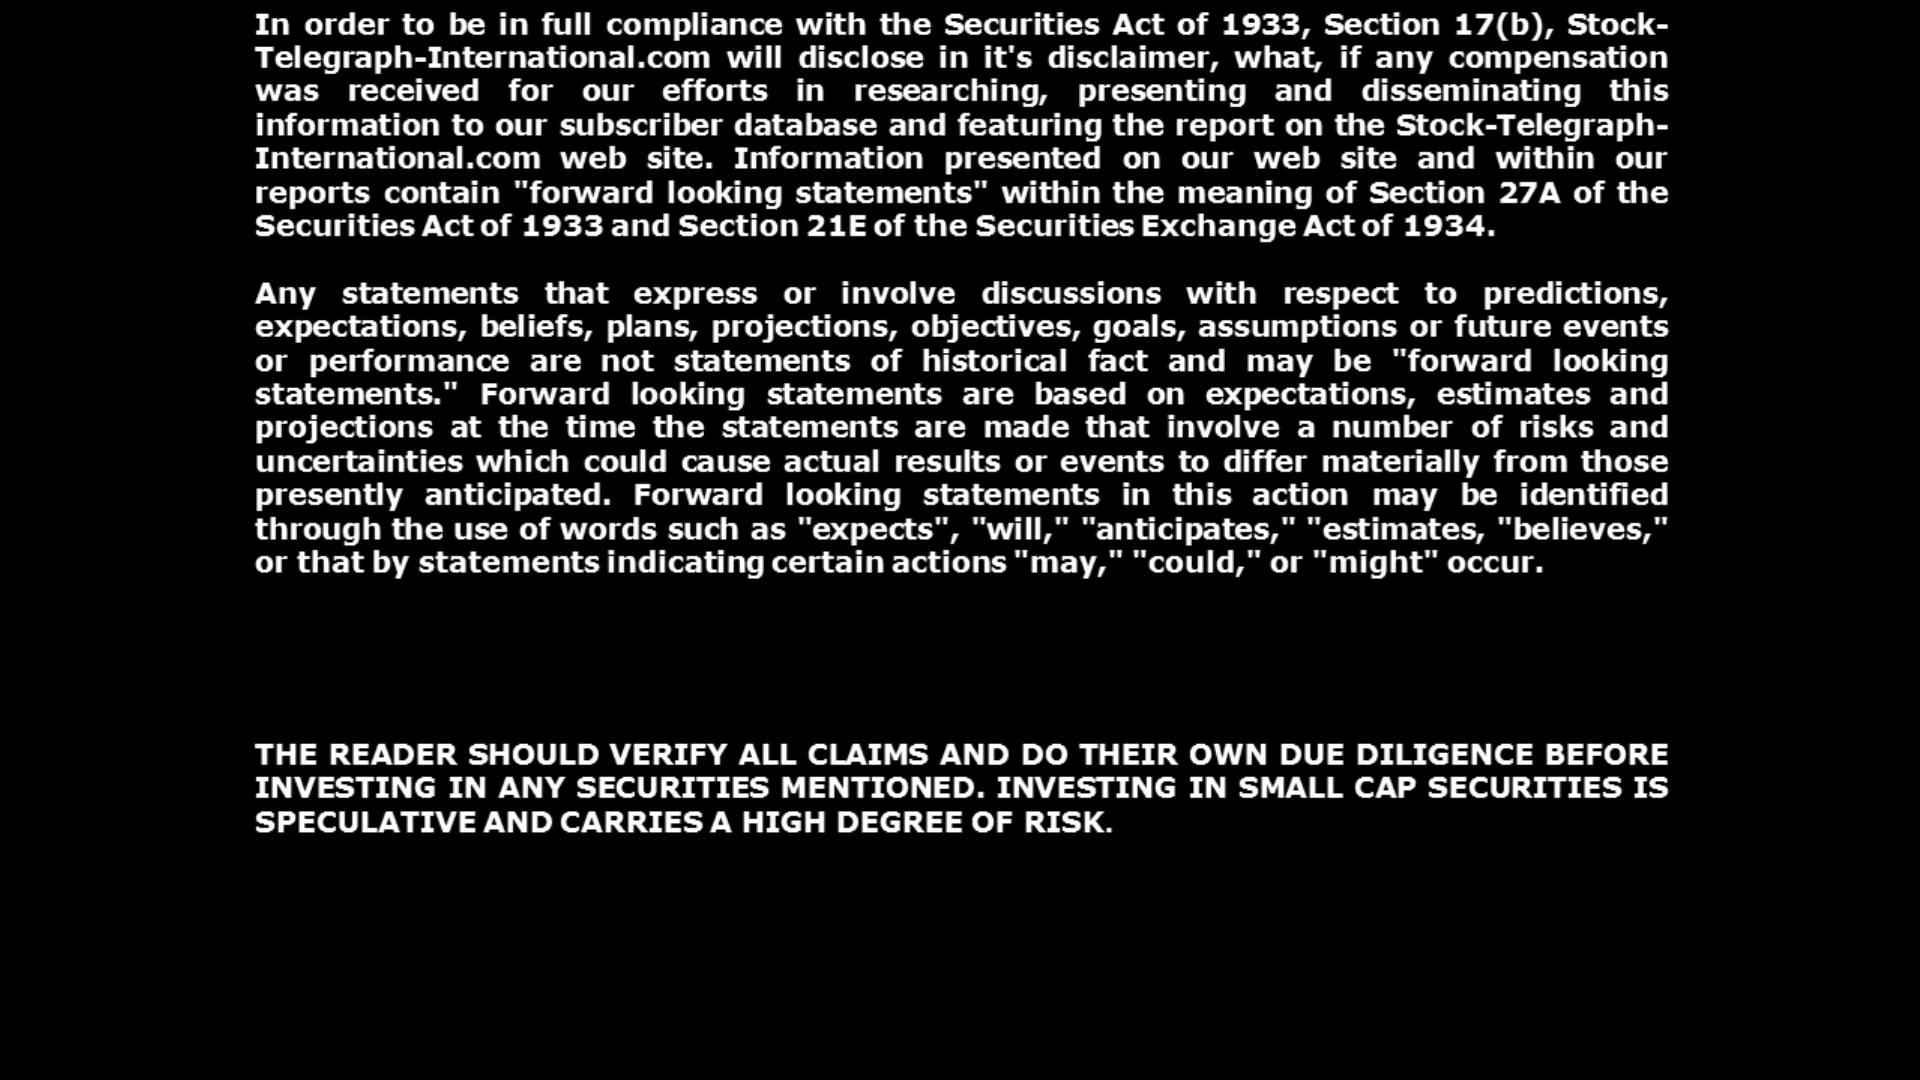 In order to be in full compliance with the Securities Act of 1933, Section 17(b), Stock-
Telegraph-International.com will disclose in it's disclaimer, what, if any compensation
was received for our efforts in researching, presenting and disseminating this
information to our subscriber database and featuring the report on the Stock-Telegraph-
International.com web site. Information presented on our web site and within our
reports contain "forward looking statements" within the meaning of Section 27A of the
Securities Act of 1933 and Section 21E of the Securities Exchange Act of 1934.
Any statements that express or involve discussions with respect to predictions,
expectations, beliefs, plans, projections, objectives, goals, assumptions or future events
or performance are not statements of historical fact and may be "forward looking
statements." Forward looking statements are based on expectations, estimates and
projections at the time the statements are made that involve a number of risks and
uncertainties which could cause actual results or events to differ materially from those
presently anticipated. Forward looking statements in this action may be identified
through the use of words such as "expects", "will," "anticipates," "estimates, "believes,"
or that by statements indicating certain actions "may," "could," or "might" occur.
THE READER SHOULD VERIFY ALL CLAIMS AND DO THEIR OWN DUE DILIGENCE BEFORE
INVESTING IN ANY SECURITIES MENTIONED. INVESTING IN SMALL CAP SECURITIES IS
SPECULATIVE AND CARRIES A HIGH DEGREE OF RISK.